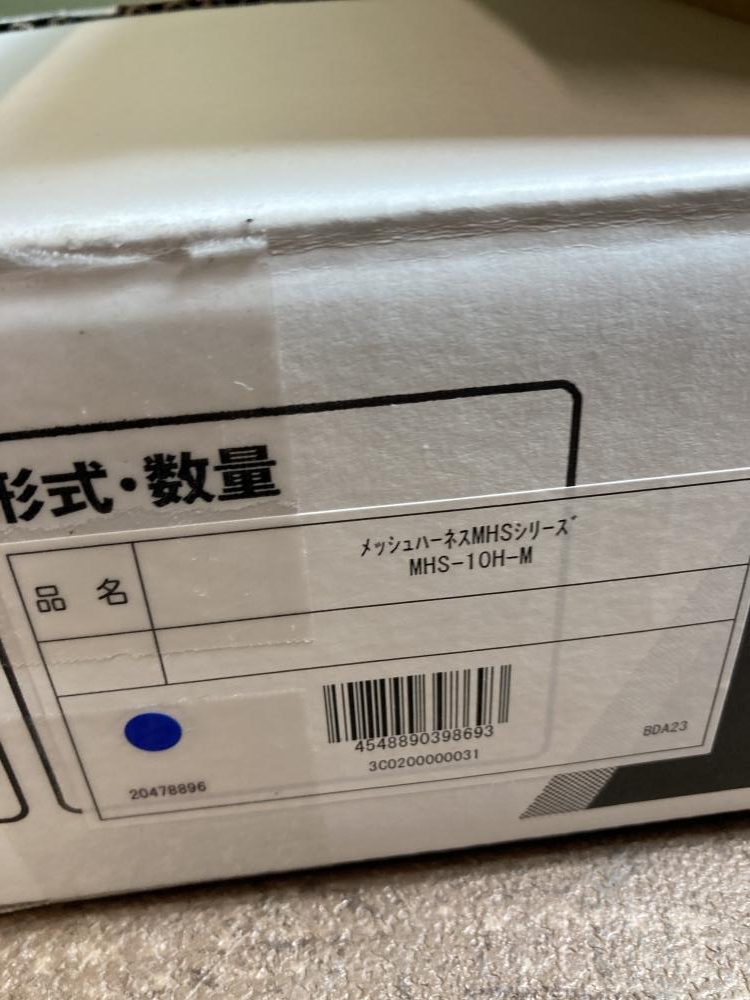 形式・数量
メッシュハーネスMHSシリーズ
品 名
MHS-10H-M
4548890398693
3C0200000031
BDA23
20478896